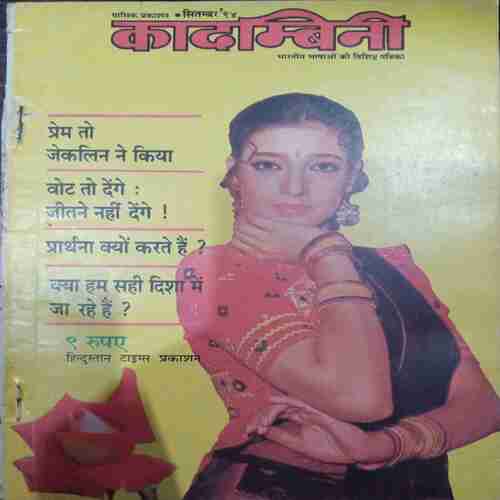 मासिक प्रकाशन • सितम्बर '९४
कादम्बिनी
भारतीय भाषाओं की विशिष्ट पत्रिका
प्रेम तो
जेकलिन ने किया
वोट तो देंगे :
जीतने नहीं देंगे !
प्रार्थना क्यों करते हैं ?
क्या हम सही दिशा में
जा रहे हैं ?
९ रुपए
हिन्दुस्तान टाइम्स प्रकाशन